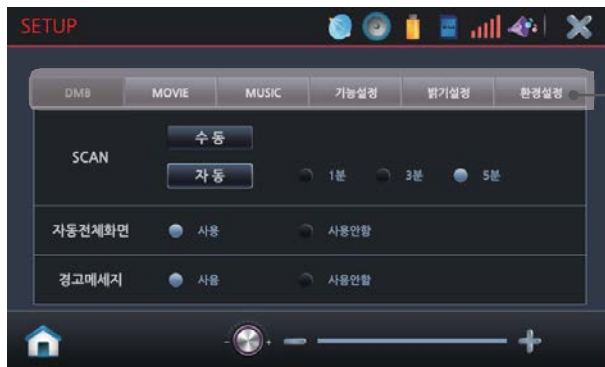 SETUP
DMB MOVIE MUSIC 기능설정 밝기설정 환경설정
수동
SCAN
자동 1분 3분 5분
자동전체화면 사용 사용안함
경고메세지 사용 사용안함
- +